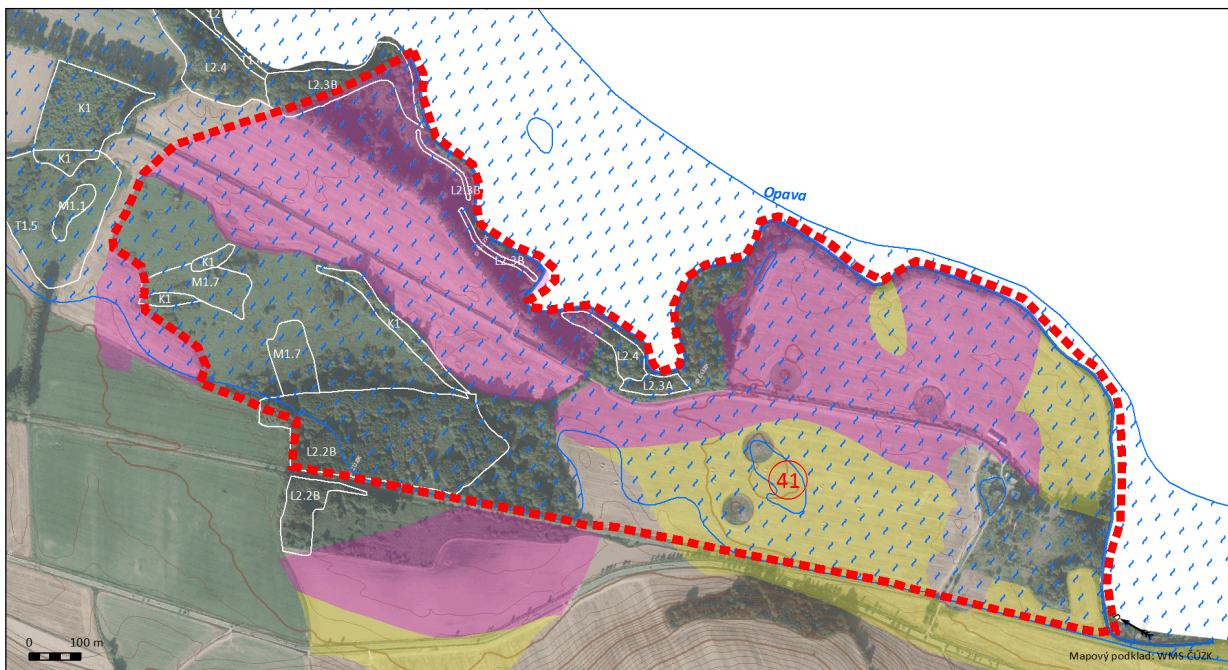 L2.4
L2.3B
K1
K1
M1.1
T1.5
L2.3B
Opava
L2.3B
K1
M1.7
K1
K1
M1.7
L2.4
L2.3A
L2.2B
41
L2.2B
0 100 m
Mapový podklad: WMS ČÚZK